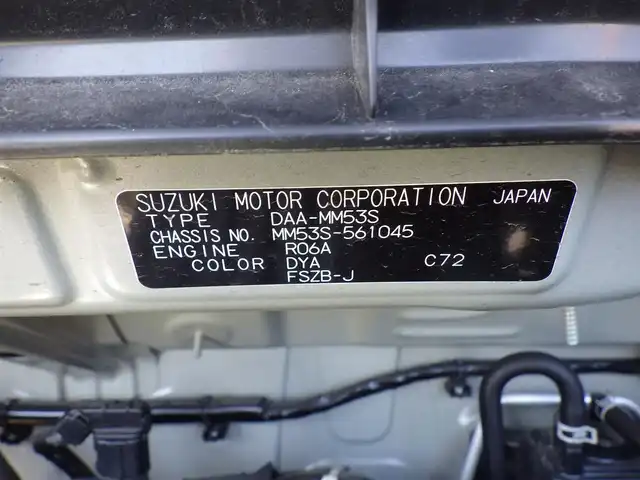 SUZUKI MOTOR CORPORATION JAPAN
TYPE DAA-MM53S
CHASSIS NO. MM53S-561045
ENGINE R06A
COLOR DYA C72
FSZB-J